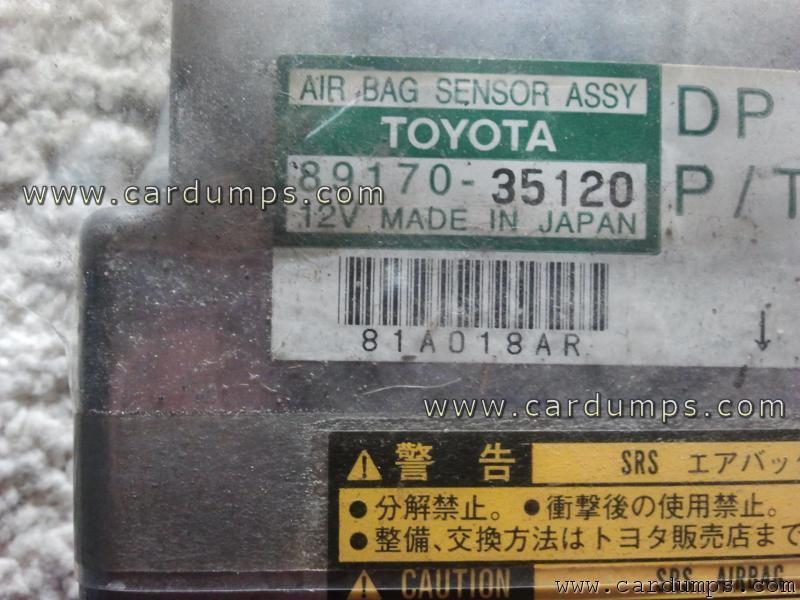 AIR BAG SENSOR ASSY
TOYOTA
89170-35120
12V MADE IN JAPAN
DP
P/T
81A018AR
↓
www.cardumps.com
www.cardumps.com
⚠警告
SRS エアバッグ
●分解禁止。●衝撃後の使用禁止。
●整備、交換方法はトヨタ販売店まで
⚠CAUTION
SRS AIRBAG
www.cardumps.com